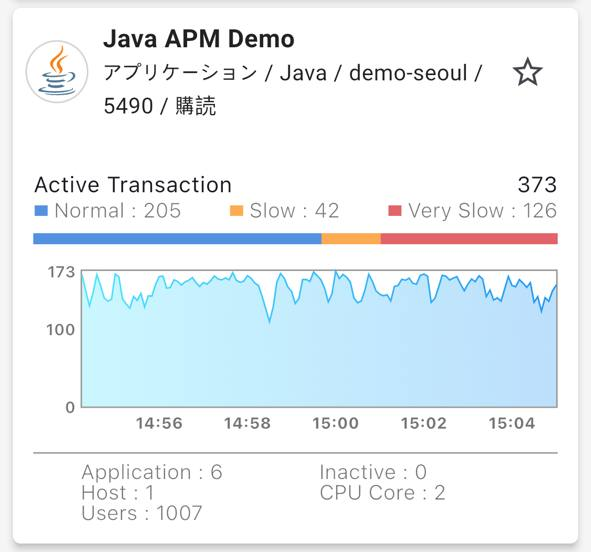 Java APM Demo
アプリケーション / Java / demo-seoul /
5490 / 購読
Active Transaction 373
Normal : 205 Slow : 42 Very Slow : 126
173
100
0
14:56 14:58 15:00 15:02 15:04
Application : 6 Inactive : 0
Host : 1 CPU Core : 2
Users : 1007